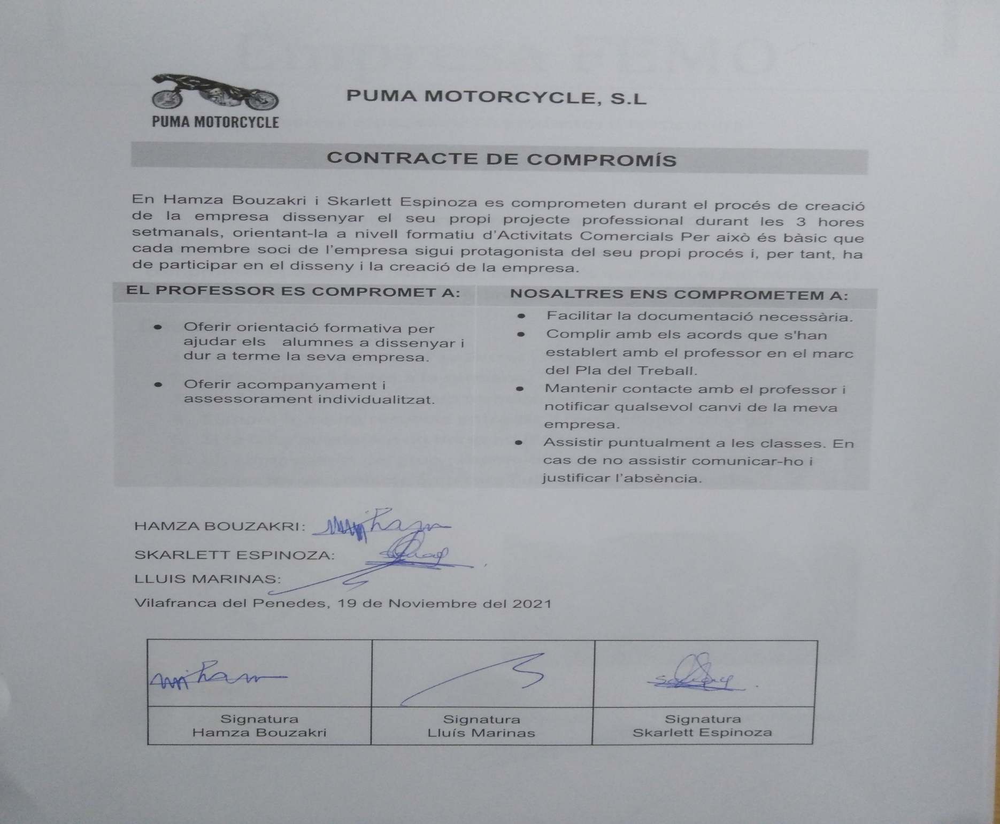 PUMA MOTORCYCLE
PUMA MOTORCYCLE, S.L
CONTRACTE DE COMPROMÍS
En Hamza Bouzakri i Skarlett Espinoza es comprometen durant el procés de creació
de la empresa dissenyar el seu propi projecte professional durant les 3 hores
setmanals, orientant-la a nivell formatiu d'Activitats Comercials Per això és bàsic que
cada membre soci de l'empresa sigui protagonista del seu propi procés i, per tant, ha
de participar en el disseny i la creació de la empresa.
EL PROFESSOR ES COMPROMET A:
• Oferir orientació formativa per
ajudar els alumnes a dissenyar i
dur a terme la seva empresa.
• Oferir acompanyament i
assessorament individualitzat.
NOSALTRES ENS COMPROMETEM A:
• Facilitar la documentació necessària.
• Complir amb els acords que s'han
establert amb el professor en el marc
del Pla del Treball.
• Mantenir contacte amb el professor i
notificar qualsevol canvi de la meva
empresa.
• Assistir puntualment a les classes. En
cas de no assistir comunicar-ho i
justificar l'absència.
HAMZA BOUZAKRI:
SKARLETT ESPINOZA:
LLUIS MARINAS:
Vilafranca del Penedes, 19 de Noviembre del 2021
Signatura
Hamza Bouzakri
Signatura
Lluís Marinas
Signatura
Skarlett Espinoza